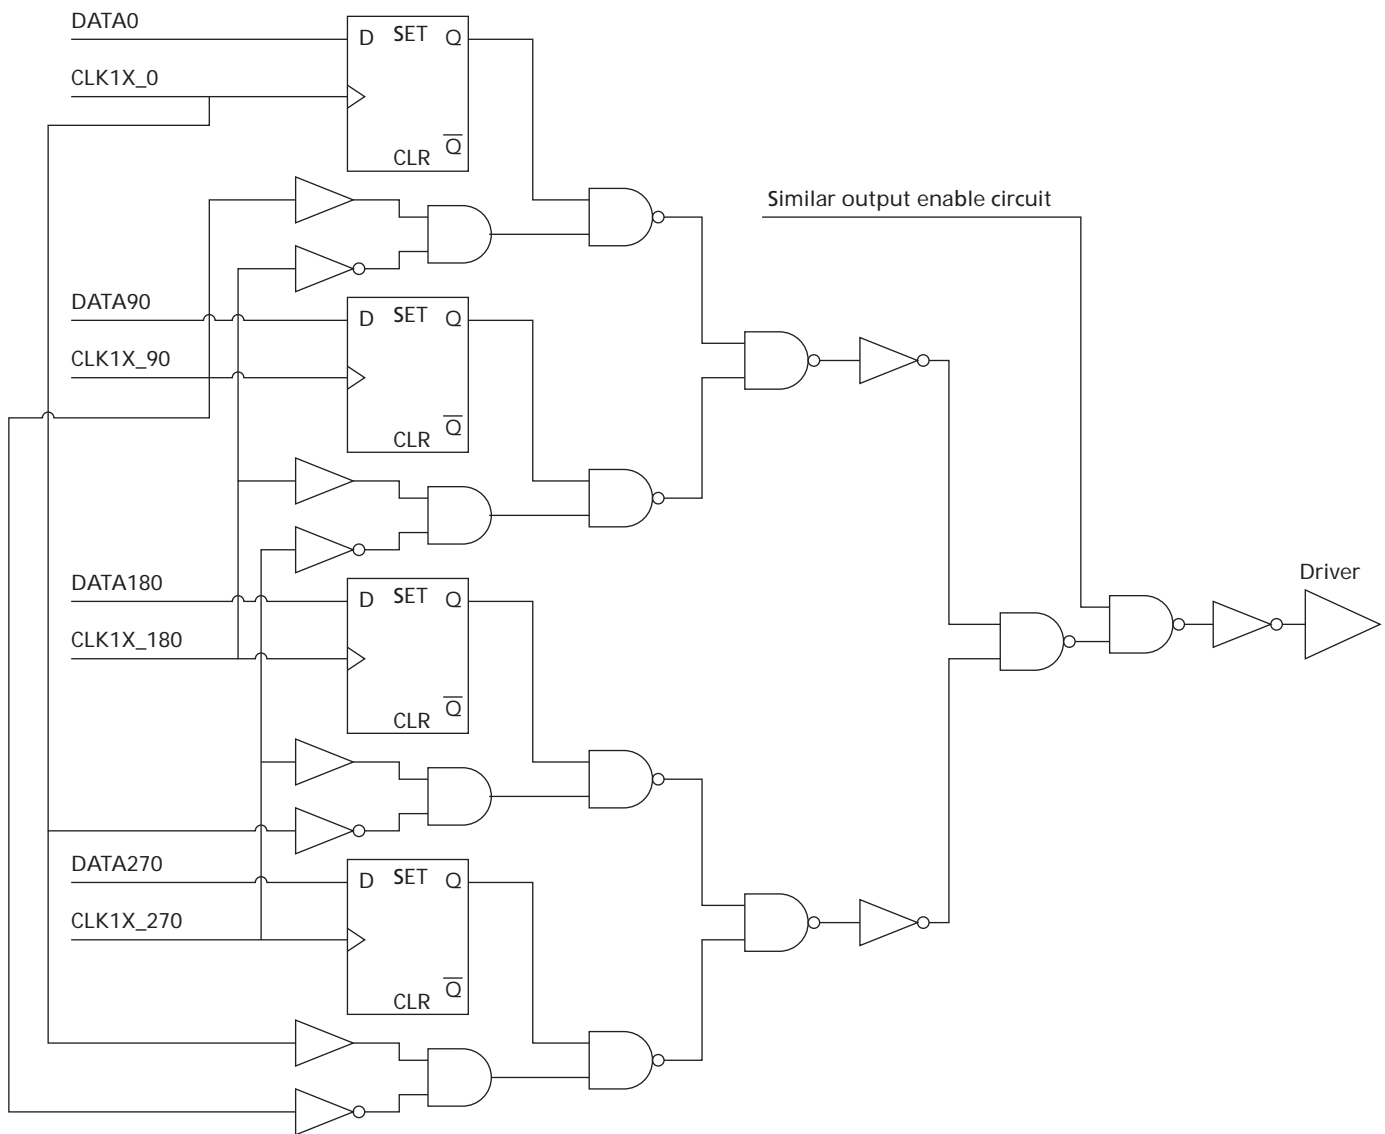 DATA0
D SET Q
CLK1X_0
Q̅
CLR
Similar output enable circuit
DATA90
D SET Q
CLK1X_90
Q̅
CLR
DATA180
D SET Q
Driver
CLK1X_180
Q̅
CLR
DATA270
D SET Q
CLK1X_270
Q̅
CLR